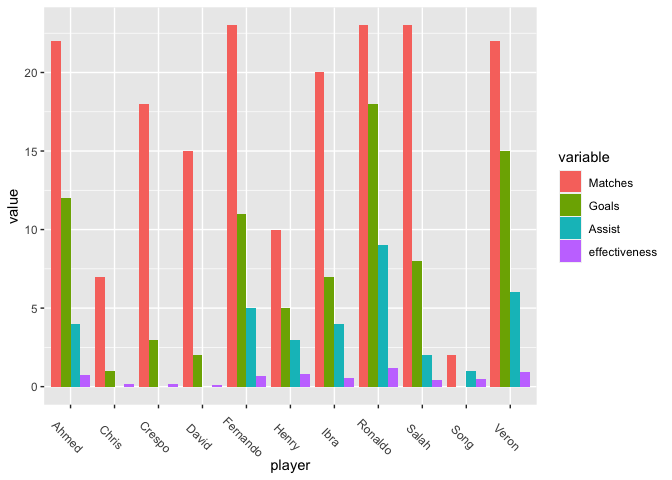 20
15
10
5
0
value
Ahmed
Chris
Crespo
David
Fernando
Henry
Ibra
Ronaldo
Salah
Song
Veron
player
variable
Matches
Goals
Assist
effectiveness